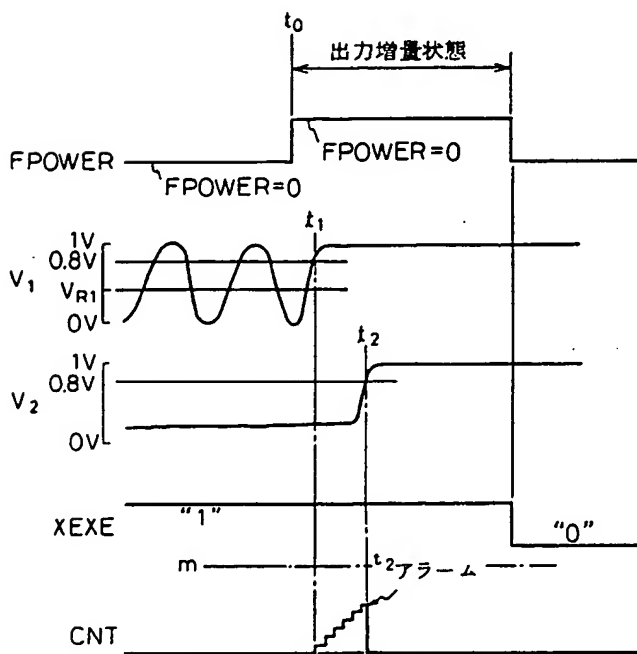 t0
出力増量状態
FPOWER
FPOWER=0
FPOWER=0
t1
1V
0.8V
V1
VR1
0V
t2
1V
0.8V
V2
0V
"1"
XEXE
"0"
m
t2
アラーム
CNT